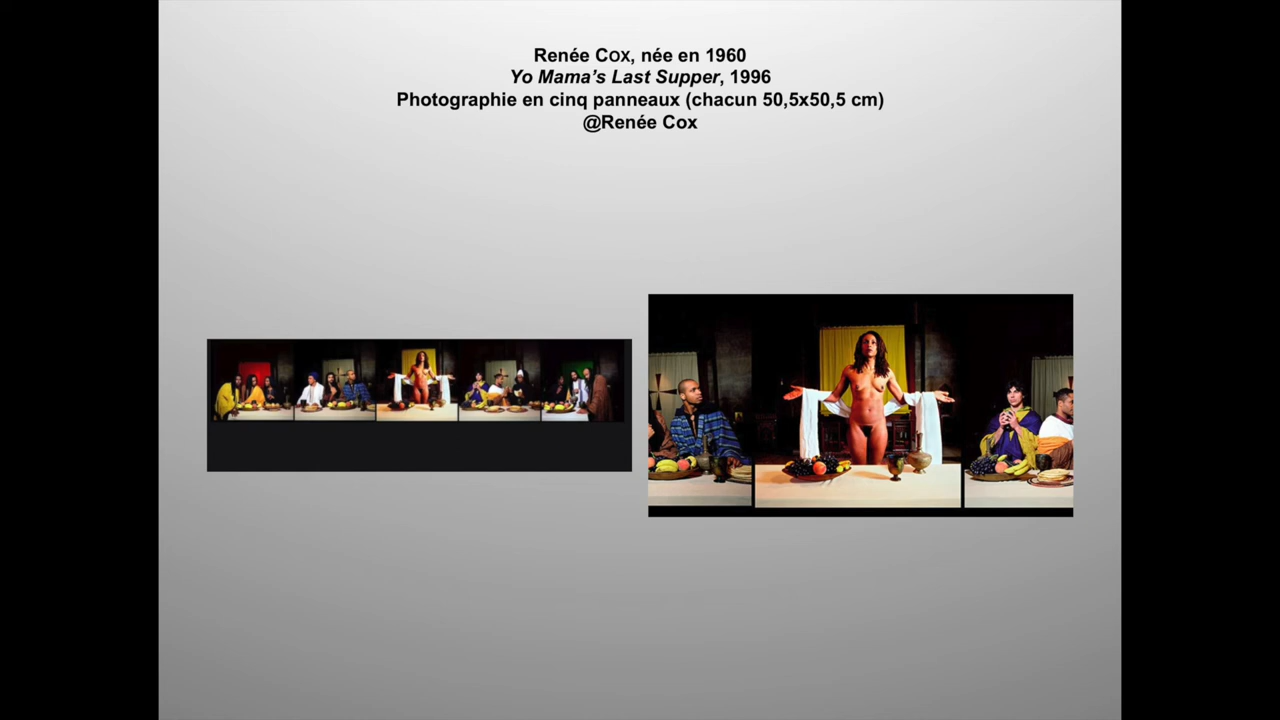 Renée Cox, née en 1960
Yo Mama's Last Supper, 1996
Photographie en cinq panneaux (chacun 50,5x50,5 cm)
@Renée Cox